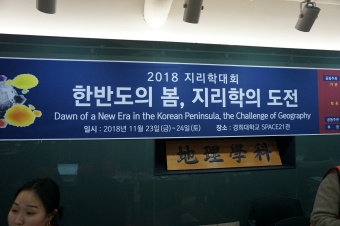 2018 지리학대회
한반도의 봄, 지리학의 도전
Dawn of a New Era in the Korean Peninsula, the Challenge of Geography
일시 : 2018년 11월 23일(금)~24일(토) 장소 : 경희대학교 SPACE21관
地理學科